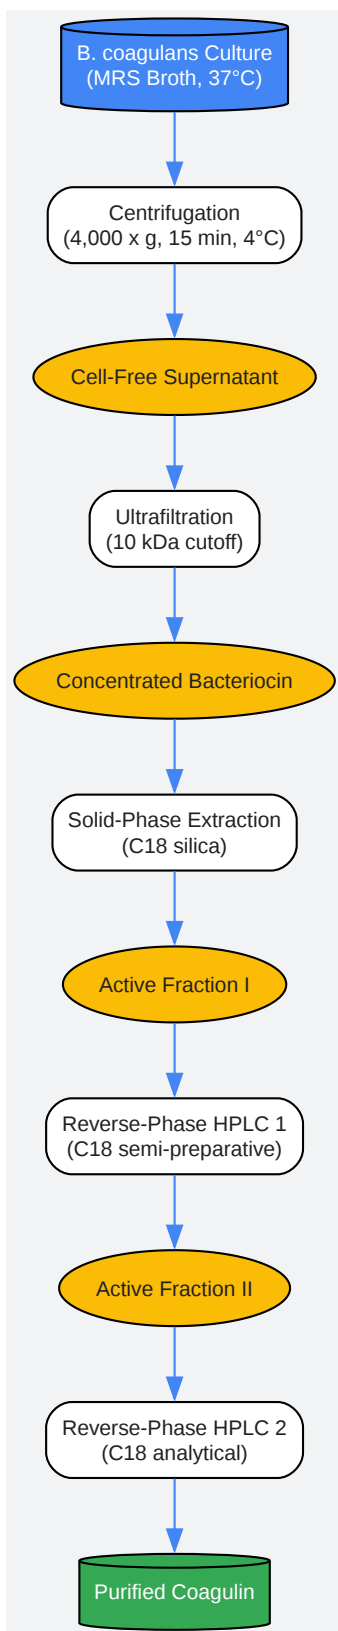 B. coagulans Culture
(MRS Broth, 37°C)
Centrifugation
(4,000 x g, 15 min, 4°C)
Cell-Free Supernatant
Ultrafiltration
(10 kDa cutoff)
Concentrated Bacteriocin
Solid-Phase Extraction
(C18 silica)
Active Fraction I
Reverse-Phase HPLC 1
(C18 semi-preparative)
Active Fraction II
Reverse-Phase HPLC 2
(C18 analytical)
Purified Coagulin